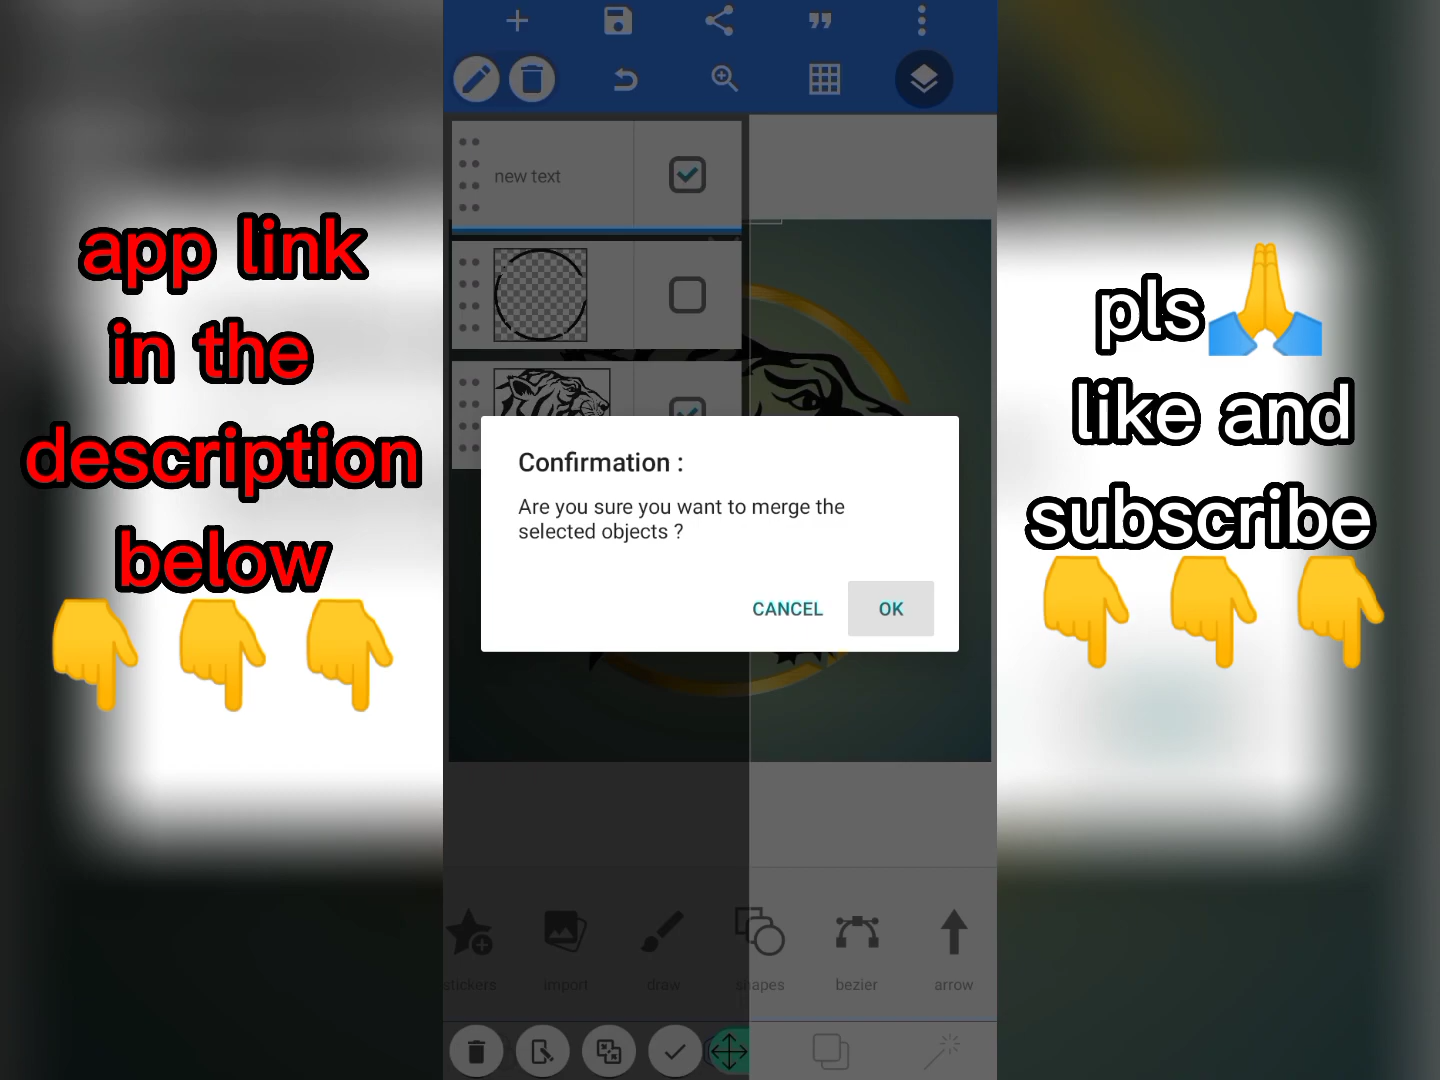 app link
in the
description
below
pls
like and
subscribe
new text
Confirmation :
Are you sure you want to merge the
selected objects ?
CANCEL
OK
stickers
import
draw
shapes
bezier
arrow